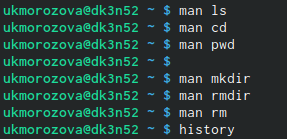 ukmorozova@dk3n52 ~ $ man ls
ukmorozova@dk3n52 ~ $ man cd
ukmorozova@dk3n52 ~ $ man pwd
ukmorozova@dk3n52 ~ $
ukmorozova@dk3n52 ~ $ man mkdir
ukmorozova@dk3n52 ~ $ man rmdir
ukmorozova@dk3n52 ~ $ man rm
ukmorozova@dk3n52 ~ $ history